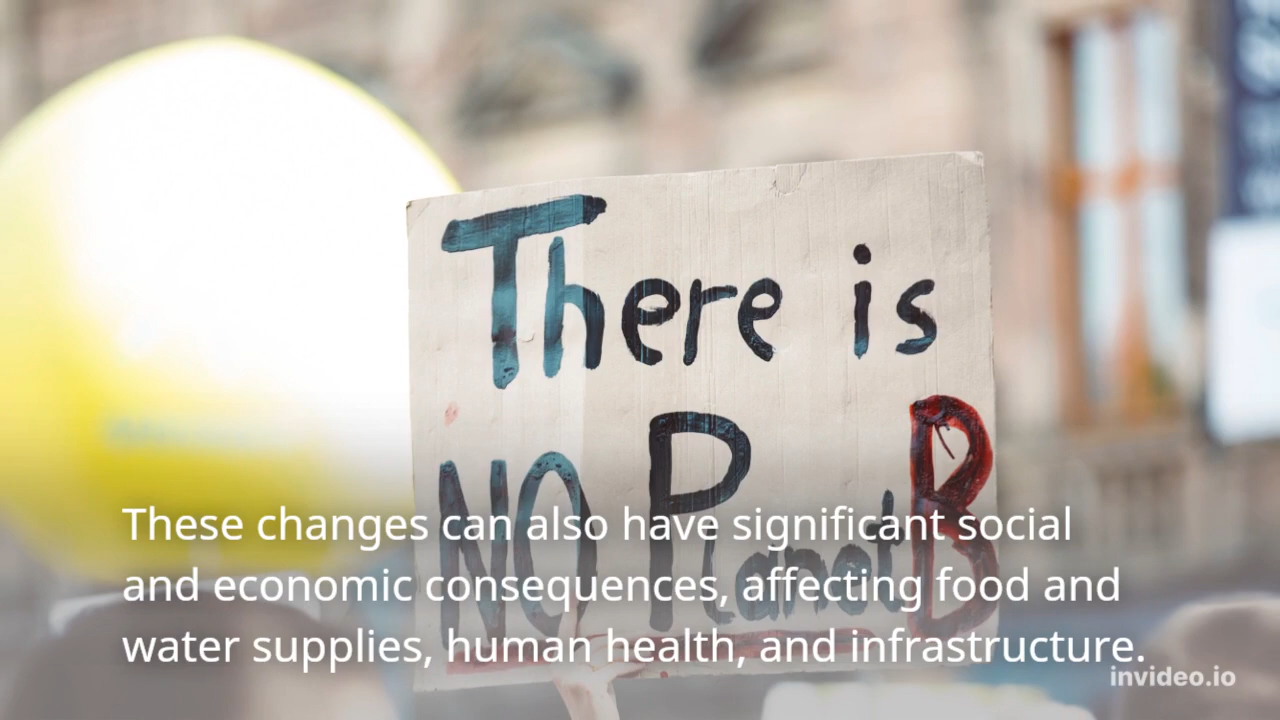 There is
NO Planet B
These changes can also have significant social
and economic consequences, affecting food and
water supplies, human health, and infrastructure.
invideo.io